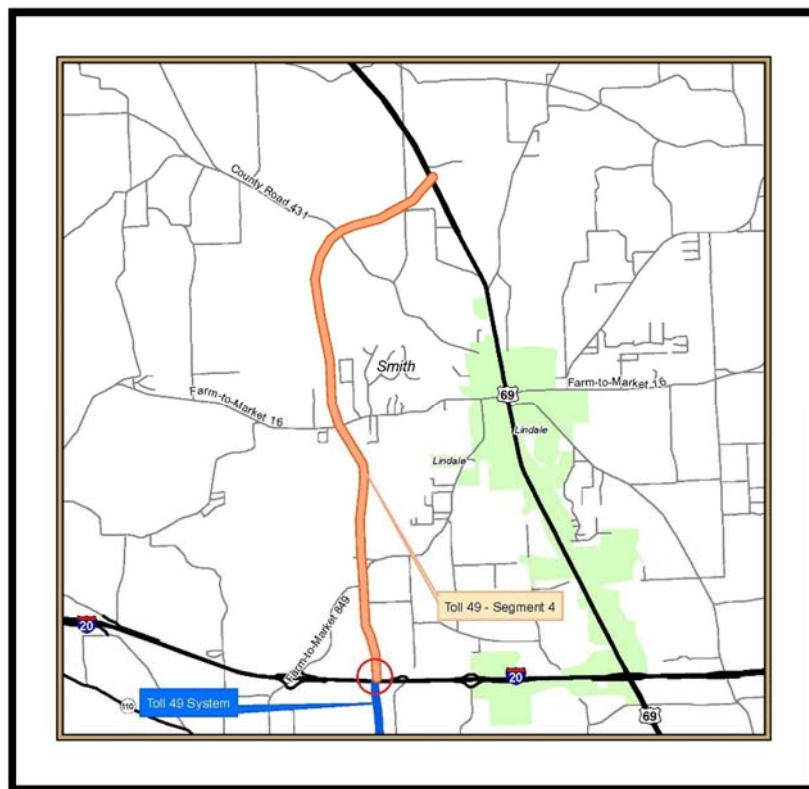 County Road 431
Smith
Farm-to-Market 16
Farm-to-Market 16
69
Lindale
Lindale
Toll 49 - Segment 4
Farm-to-Market 849
20
20
110
Toll 49 System
69